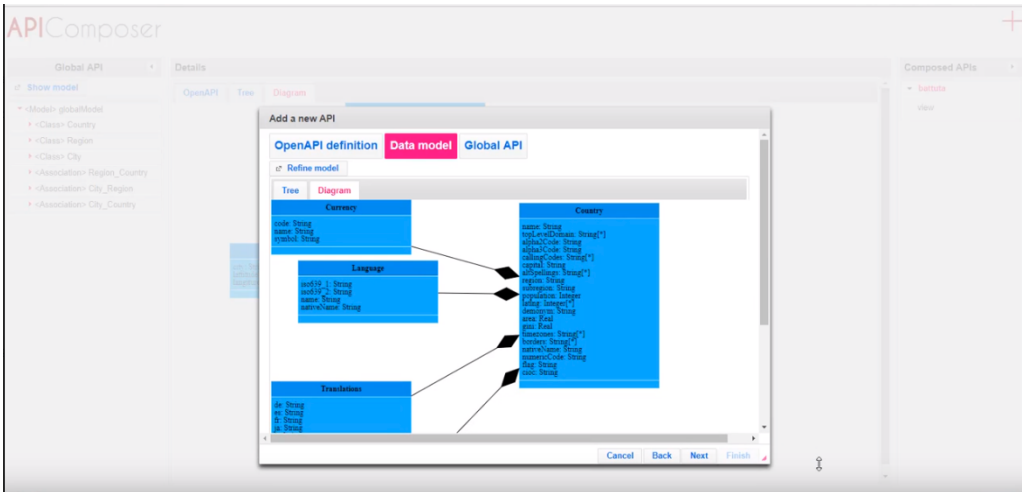 APIComposer
Global API
Details
Composed APIs
Show model
OpenAPI Tree Diagram
<Model> globalModel
<Class> Country
<Class> Region
<Class> City
<Association> Region_Country
<Association> City_Region
<Association> City_Country
battuta
view
Add a new API
OpenAPI definition Data model Global API
Refine model
Tree Diagram
Currency
code: String
name: String
symbol: String
Language
iso639_1: String
iso639_2: String
name: String
nativeName: String
Translations
de: String
es: String
fr: String
ja: String
Country
name: String
topLevelDomain: String[*]
alpha2Code: String
alpha3Code: String
callingCodes: String[*]
capital: String
altSpellings: String[*]
region: String
subregion: String
population: Integer
latlng: Integer[*]
demonym: String
area: Real
gini: Real
timezones: String[*]
borders: String[*]
nativeName: String
numericCode: String
flag: String
cioc: String
Cancel Back Next Finish